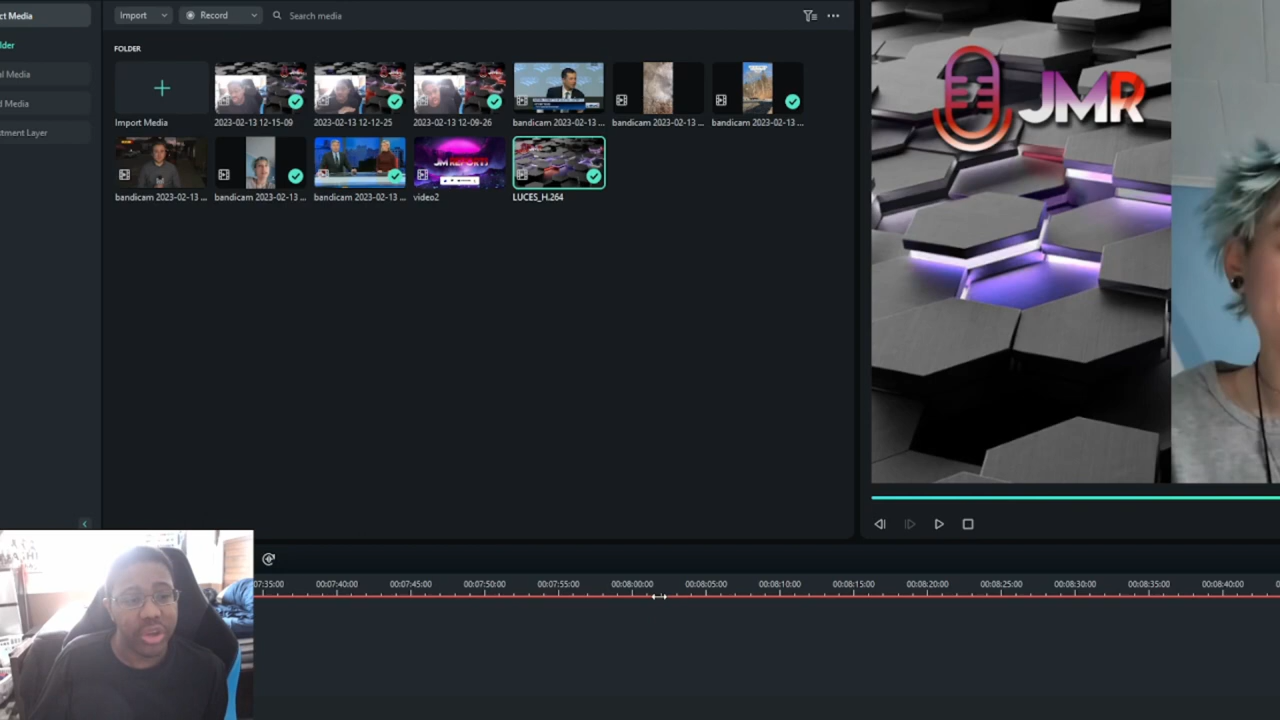 ct Media
Import
Record
Search media
lder
al Media
d Media
tment Layer
FOLDER
Import Media
2023-02-13 12-15-09
2023-02-13 12-12-25
2023-02-13 12-09-26
bandicam 2023-02-13 ...
bandicam 2023-02-13 ...
bandicam 2023-02-13 ...
bandicam 2023-02-13 ...
bandicam 2023-02-13 ...
bandicam 2023-02-13 ...
video2
LUCES_H.264
JM REPORTS
JMR
7:35:00
00:07:40:00
00:07:45:00
00:07:50:00
00:07:55:00
00:08:00:00
00:08:05:00
00:08:10:00
00:08:15:00
00:08:20:00
00:08:25:00
00:08:30:00
00:08:35:00
00:08:40:00